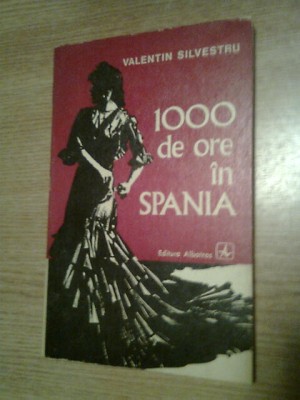 VALENTIN SILVESTRU
1000
de ore
în
SPANIA
Editura Albatros